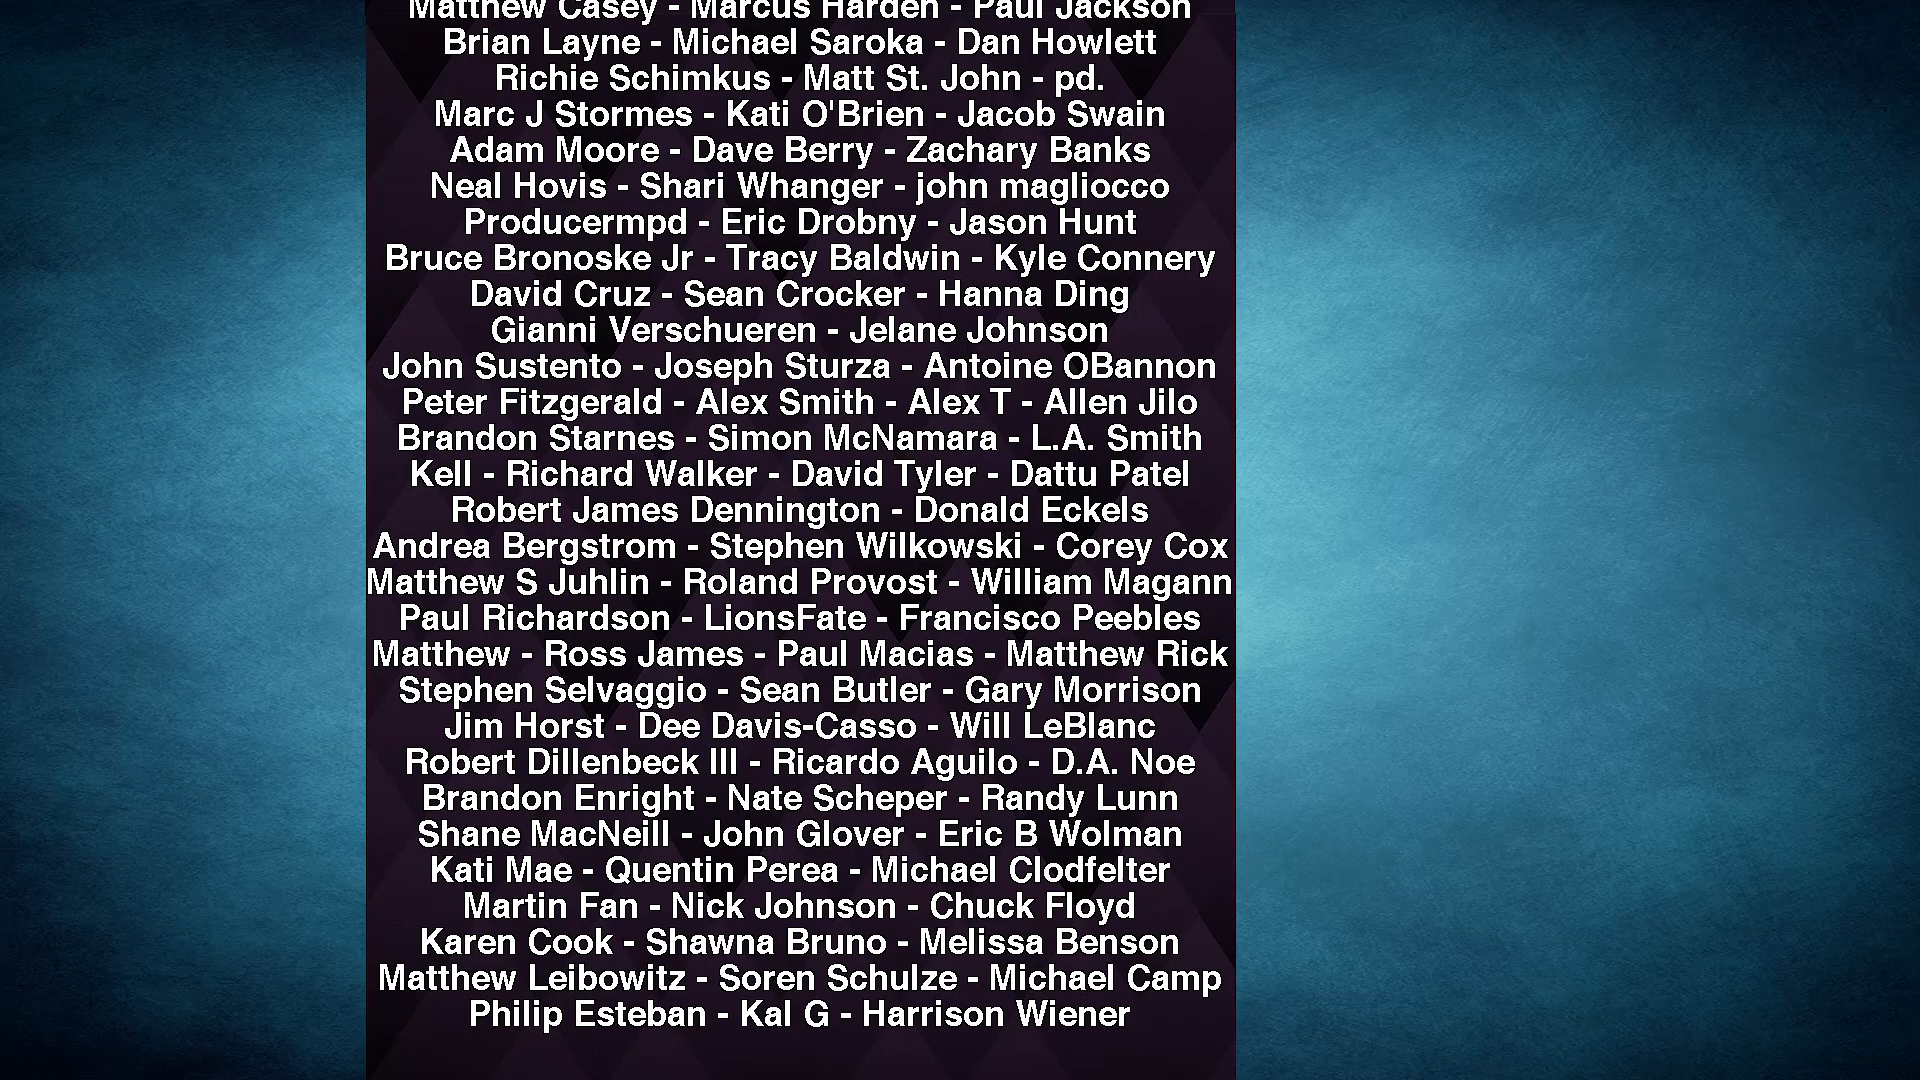 Matthew Casey - Marcus Harden - Paul Jackson
Brian Layne - Michael Saroka - Dan Howlett
Richie Schimkus - Matt St. John - pd.
Marc J Stormes - Kati O'Brien - Jacob Swain
Adam Moore - Dave Berry - Zachary Banks
Neal Hovis - Shari Whanger - john magliocco
Producermpd - Eric Drobny - Jason Hunt
Bruce Bronoske Jr - Tracy Baldwin - Kyle Connery
David Cruz - Sean Crocker - Hanna Ding
Gianni Verschueren - Jelane Johnson
John Sustento - Joseph Sturza - Antoine OBannon
Peter Fitzgerald - Alex Smith - Alex T - Allen Jilo
Brandon Starnes - Simon McNamara - L.A. Smith
Kell - Richard Walker - David Tyler - Dattu Patel
Robert James Dennington - Donald Eckels
Andrea Bergstrom - Stephen Wilkowski - Corey Cox
Matthew S Juhlin - Roland Provost - William Magann
Paul Richardson - LionsFate - Francisco Peebles
Matthew - Ross James - Paul Macias - Matthew Rick
Stephen Selvaggio - Sean Butler - Gary Morrison
Jim Horst - Dee Davis-Casso - Will LeBlanc
Robert Dillenbeck III - Ricardo Aguilo - D.A. Noe
Brandon Enright - Nate Scheper - Randy Lunn
Shane MacNeill - John Glover - Eric B Wolman
Kati Mae - Quentin Perea - Michael Clodfelter
Martin Fan - Nick Johnson - Chuck Floyd
Karen Cook - Shawna Bruno - Melissa Benson
Matthew Leibowitz - Soren Schulze - Michael Camp
Philip Esteban - Kal G - Harrison Wiener